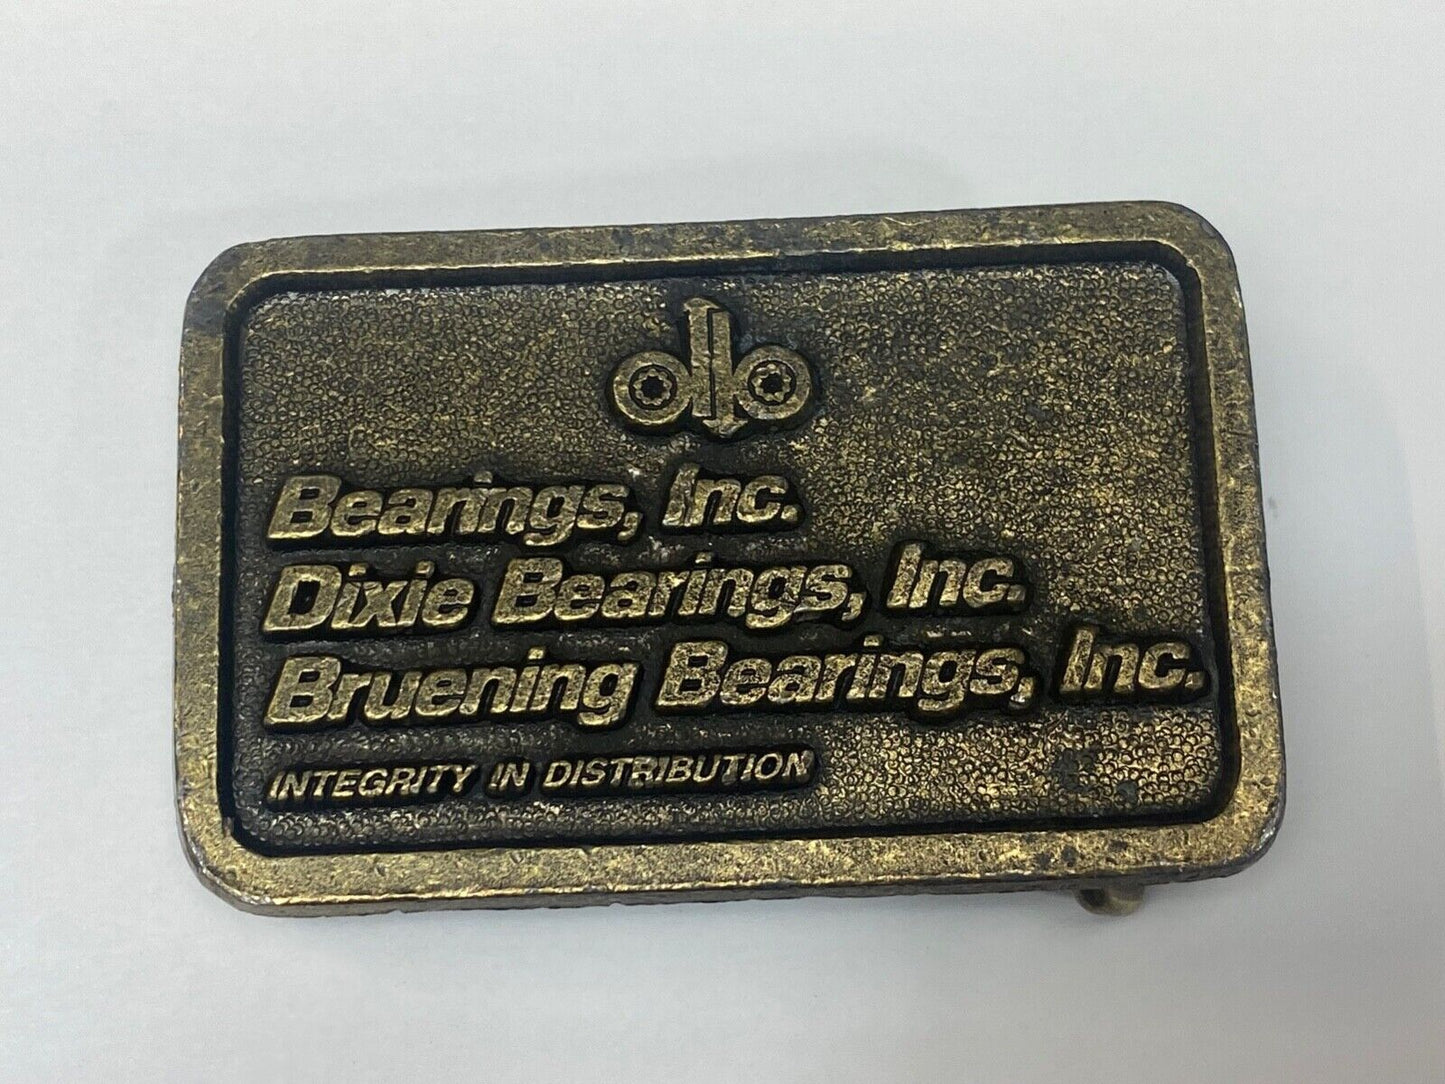 Bearings, Inc.
Dixie Bearings, Inc.
Bruening Bearings, Inc.
INTEGRITY IN DISTRIBUTION